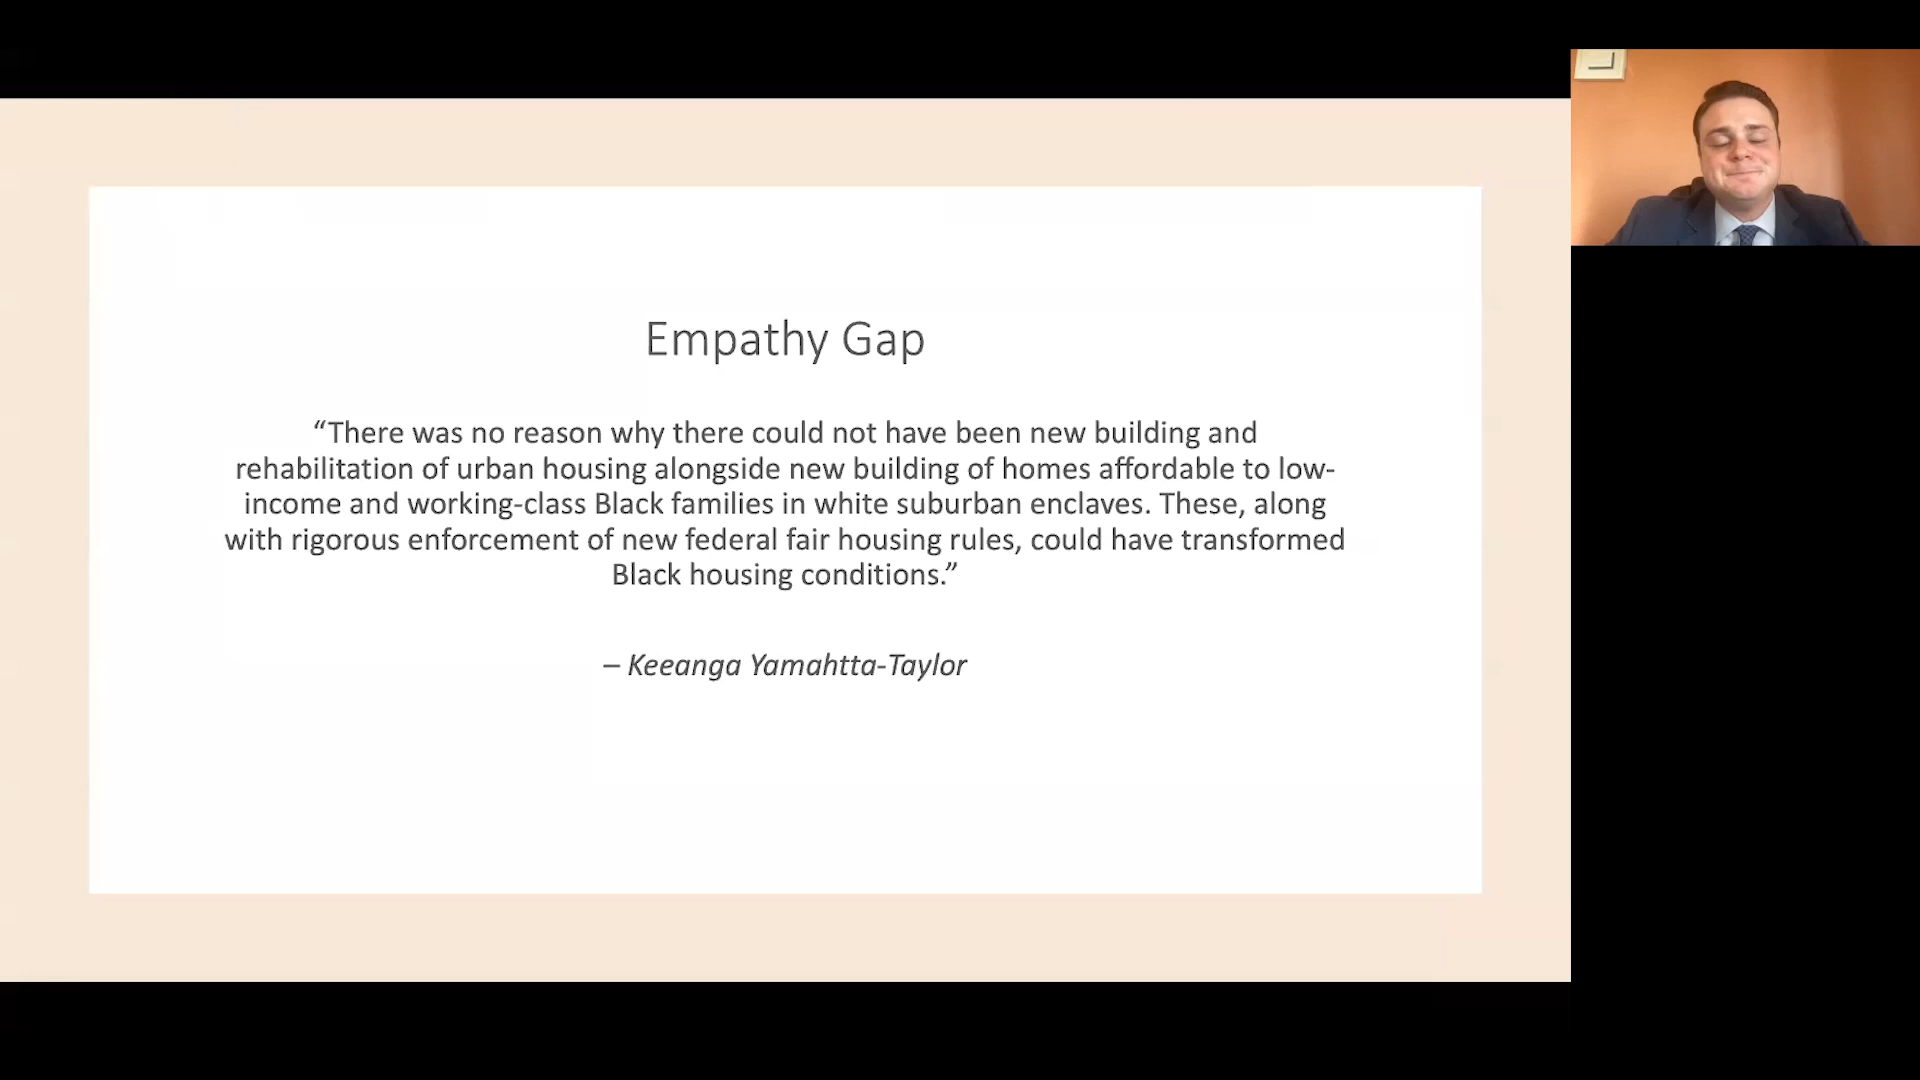 Empathy Gap
“There was no reason why there could not have been new building and
rehabilitation of urban housing alongside new building of homes affordable to low-
income and working-class Black families in white suburban enclaves. These, along
with rigorous enforcement of new federal fair housing rules, could have transformed
Black housing conditions.”
– Keeanga Yamahtta-Taylor